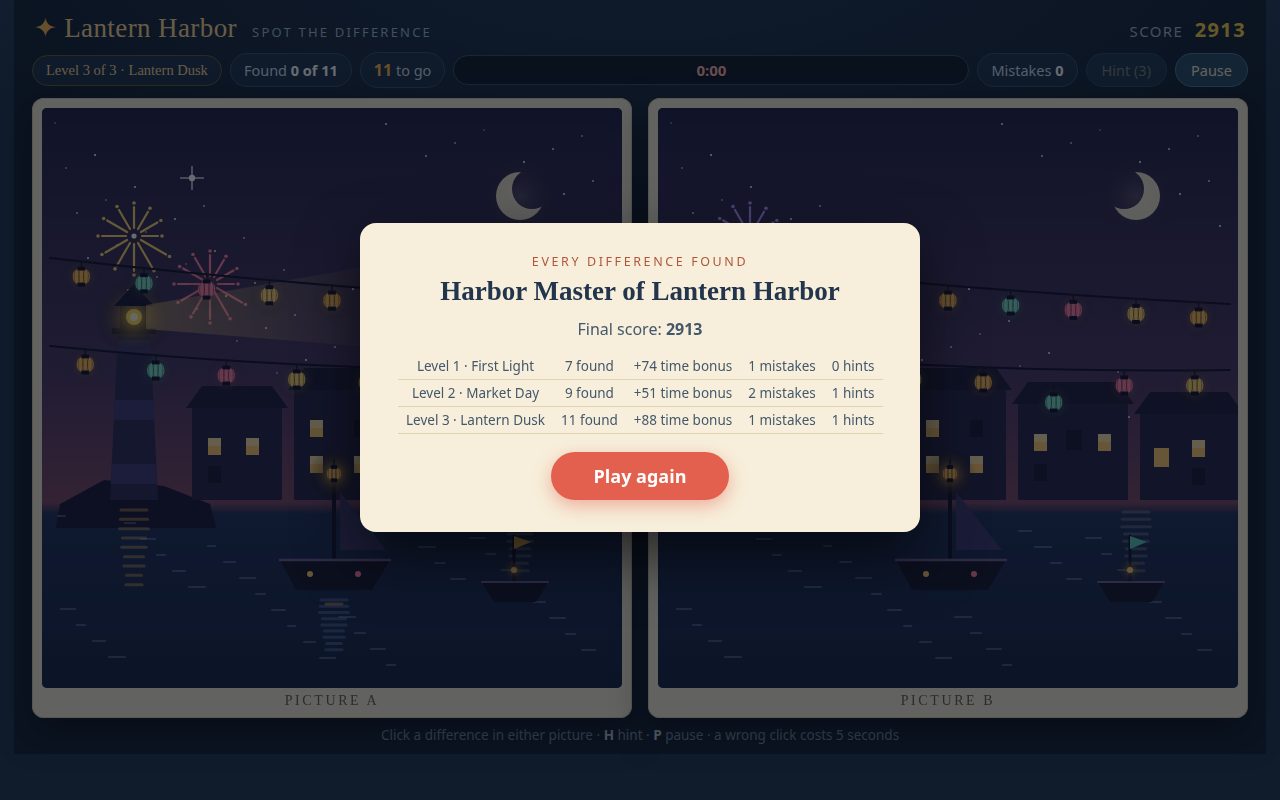 ✦ Lantern Harbor SPOT THE DIFFERENCE SCORE 2913
Level 3 of 3 · Lantern Dusk Found 0 of 11 11 to go 0:00 Mistakes 0 Hint (3) Pause
EVERY DIFFERENCE FOUND
Harbor Master of Lantern Harbor
Final score: 2913
Level 1 · First Light 7 found +74 time bonus 1 mistakes 0 hints
Level 2 · Market Day 9 found +51 time bonus 2 mistakes 1 hints
Level 3 · Lantern Dusk 11 found +88 time bonus 1 mistakes 1 hints
Play again
PICTURE A PICTURE B
Click a difference in either picture · H hint · P pause · a wrong click costs 5 seconds